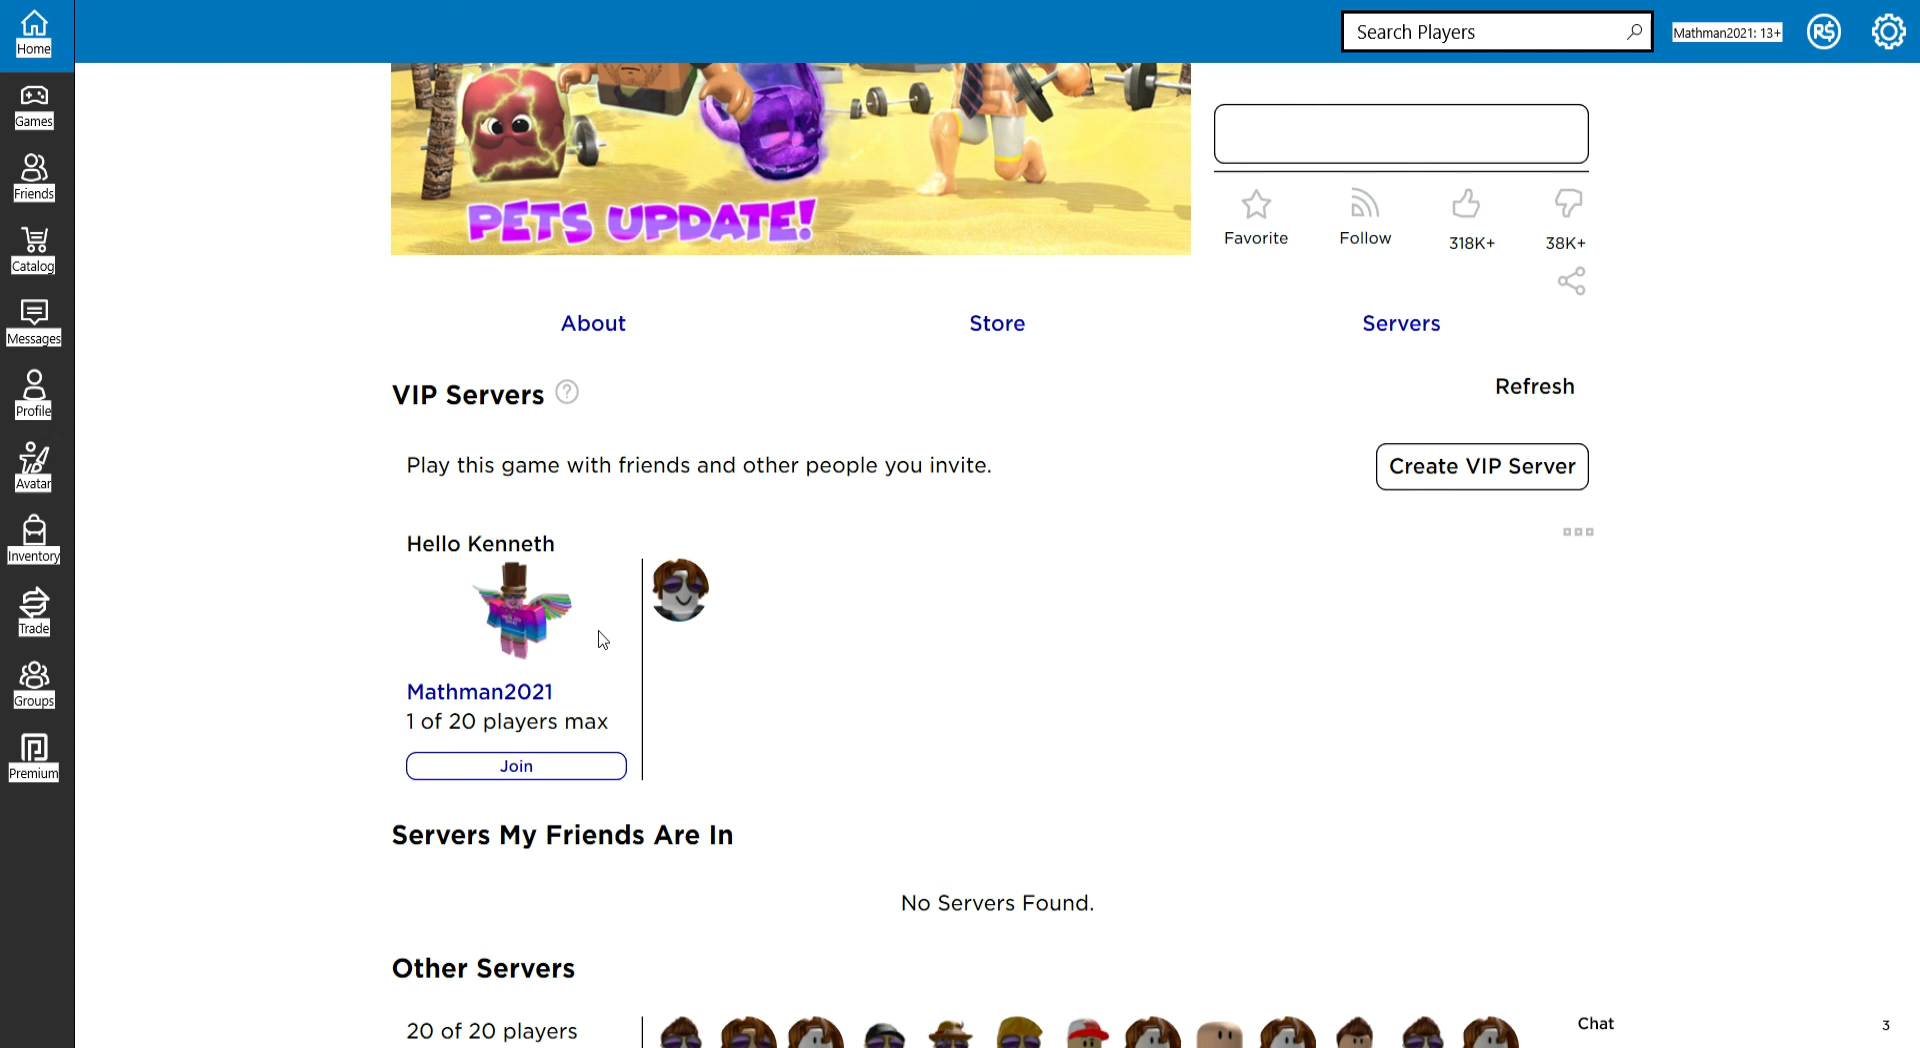 Home
Search Players
Mathman2021: 13+
R$
Games
Friends
Catalog
Messages
Profile
Avatar
Inventory
Trade
Groups
Premium
PETS UPDATE!
Favorite
Follow
318K+
38K+
About
Store
Servers
VIP Servers ?
Refresh
Play this game with friends and other people you invite.
Create VIP Server
Hello Kenneth
Mathman2021
1 of 20 players max
Join
Servers My Friends Are In
No Servers Found.
Other Servers
20 of 20 players
Chat
3